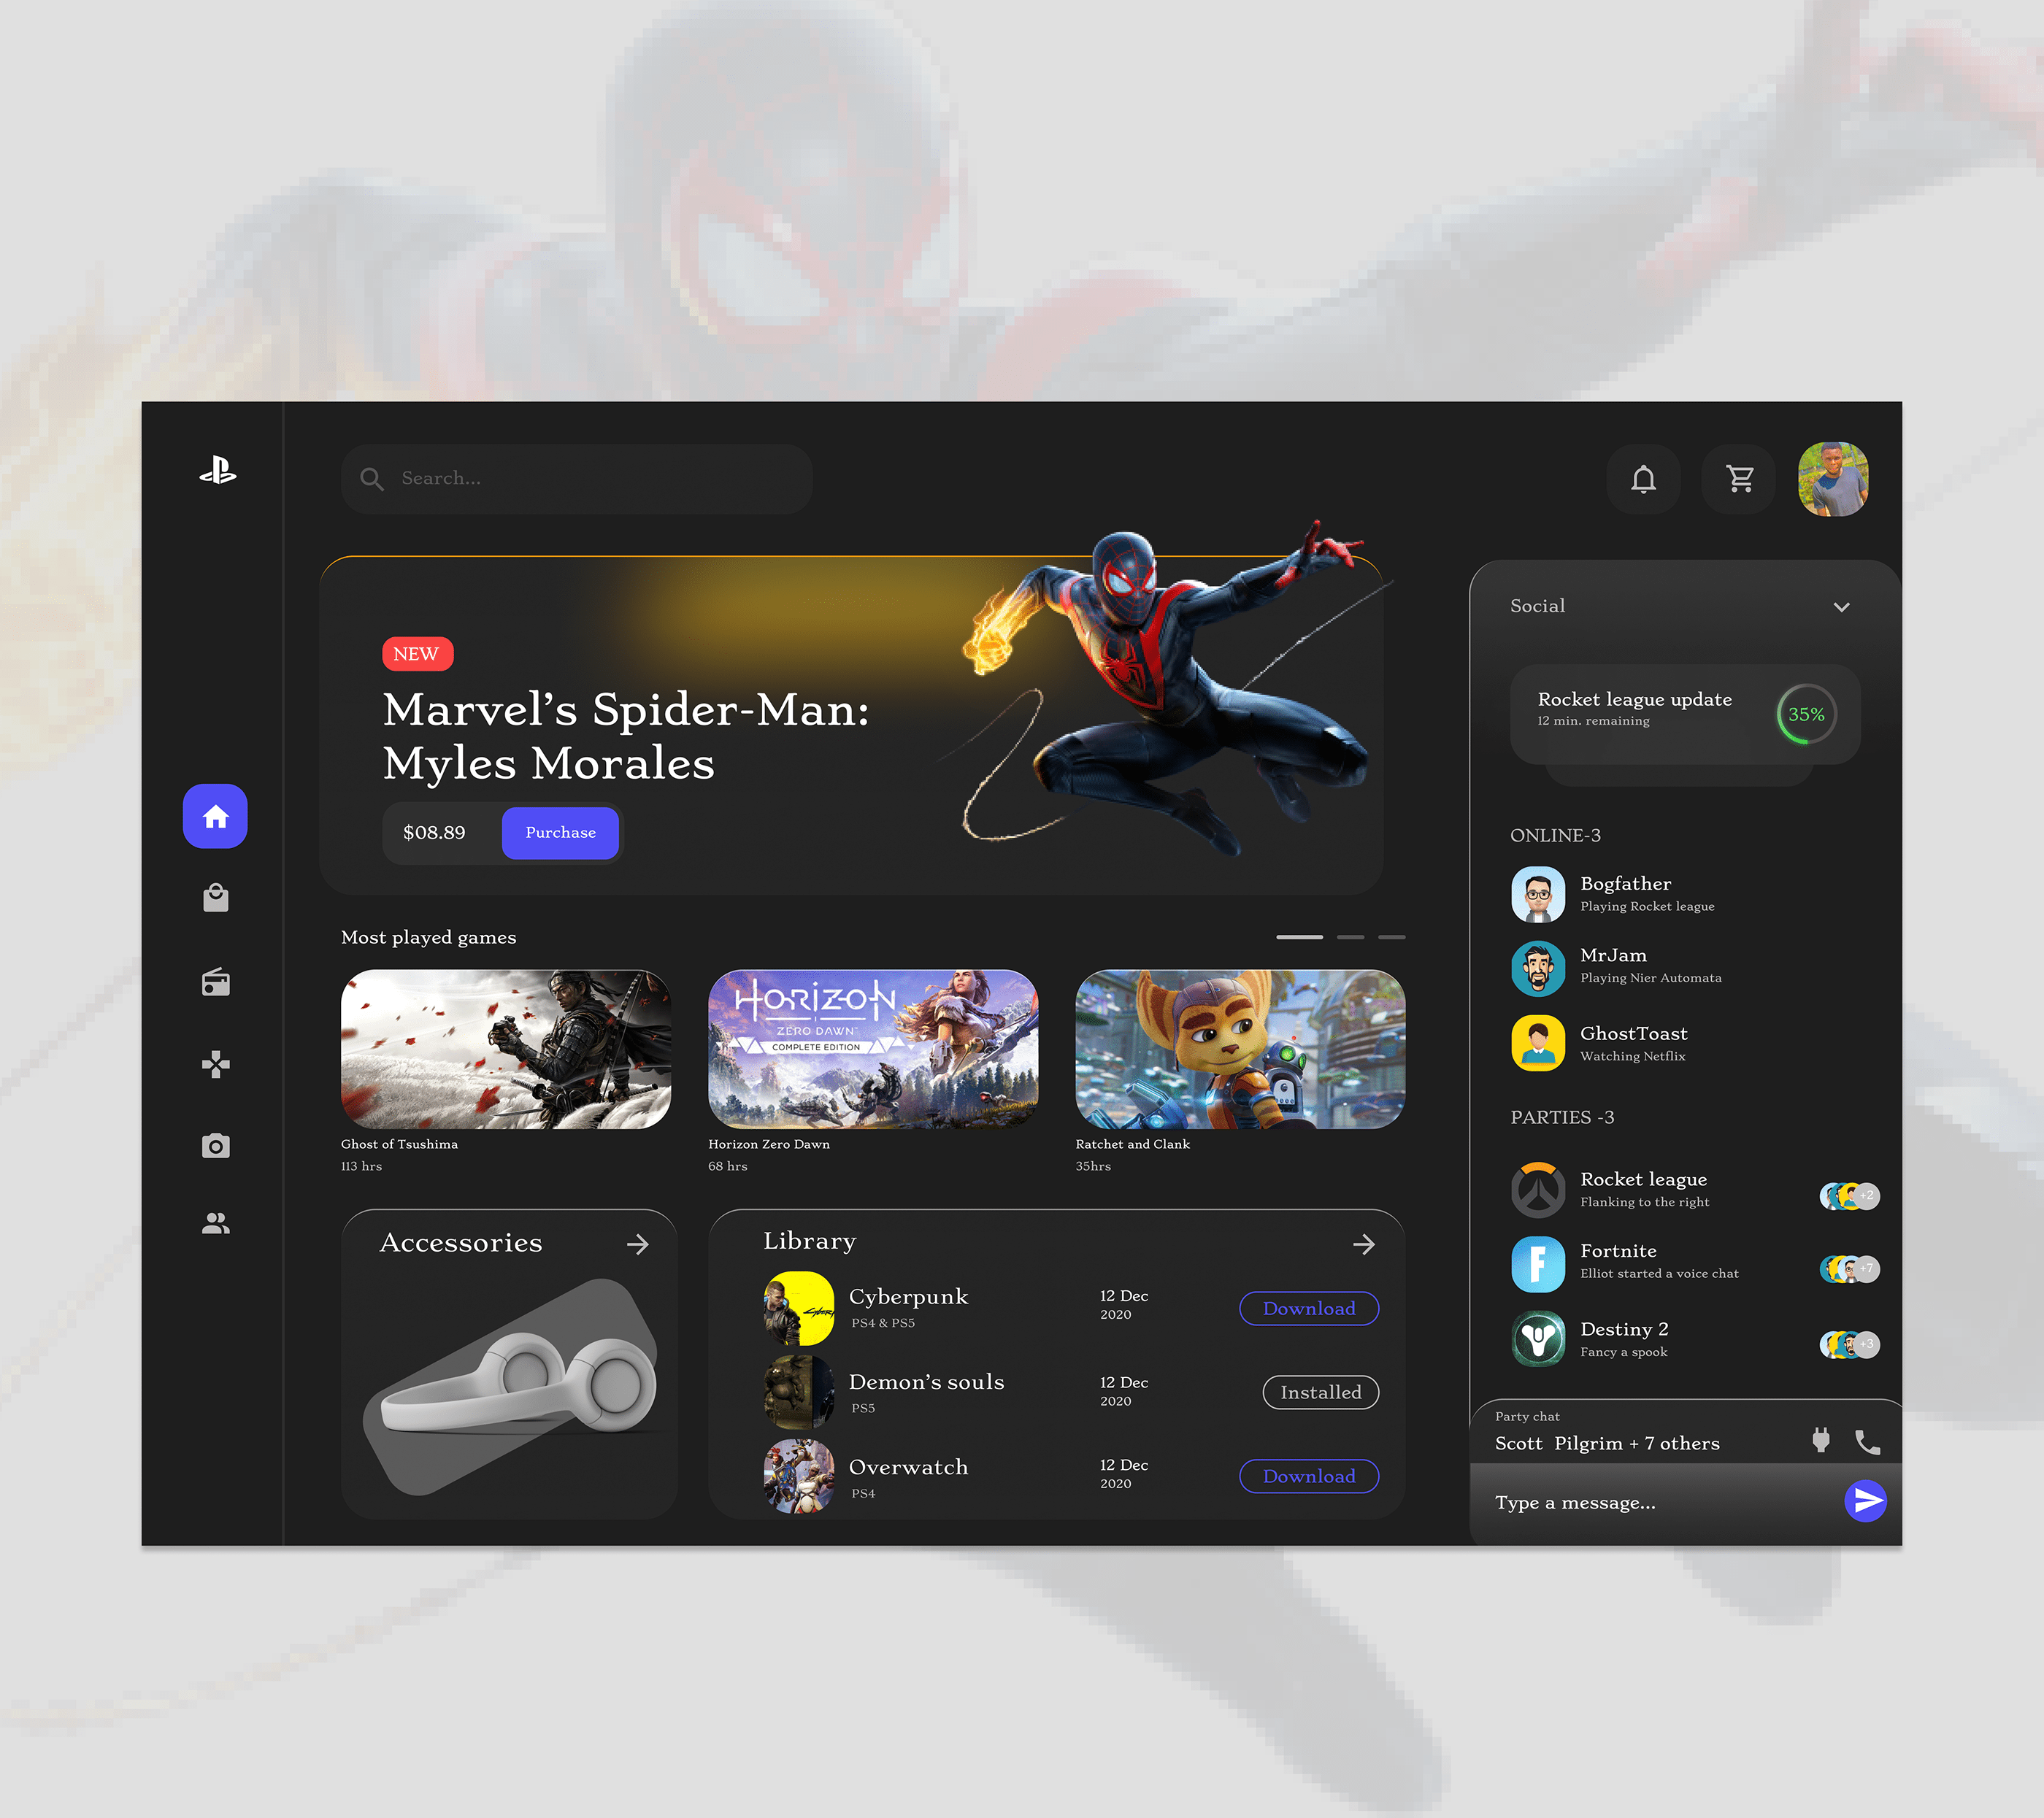 Search...
NEW
Marvel's Spider-Man:
Myles Morales
$08.89
Purchase
Most played games
HORIZON
ZERO DAWN™
COMPLETE EDITION
Ghost of Tsushima
113 hrs
Horizon Zero Dawn
68 hrs
Ratchet and Clank
35hrs
Accessories
Library
Cyberpunk
PS4 & PS5
12 Dec
2020
Download
Demon's souls
PS5
12 Dec
2020
Installed
Overwatch
PS4
12 Dec
2020
Download
Social
Rocket league update
12 min. remaining
35%
ONLINE-3
Bogfather
Playing Rocket league
MrJam
Playing Nier Automata
GhostToast
Watching Netflix
PARTIES -3
Rocket league
Flanking to the right
+2
Fortnite
Elliot started a voice chat
+7
Destiny 2
Fancy a spook
+3
Party chat
Scott Pilgrim + 7 others
Type a message...